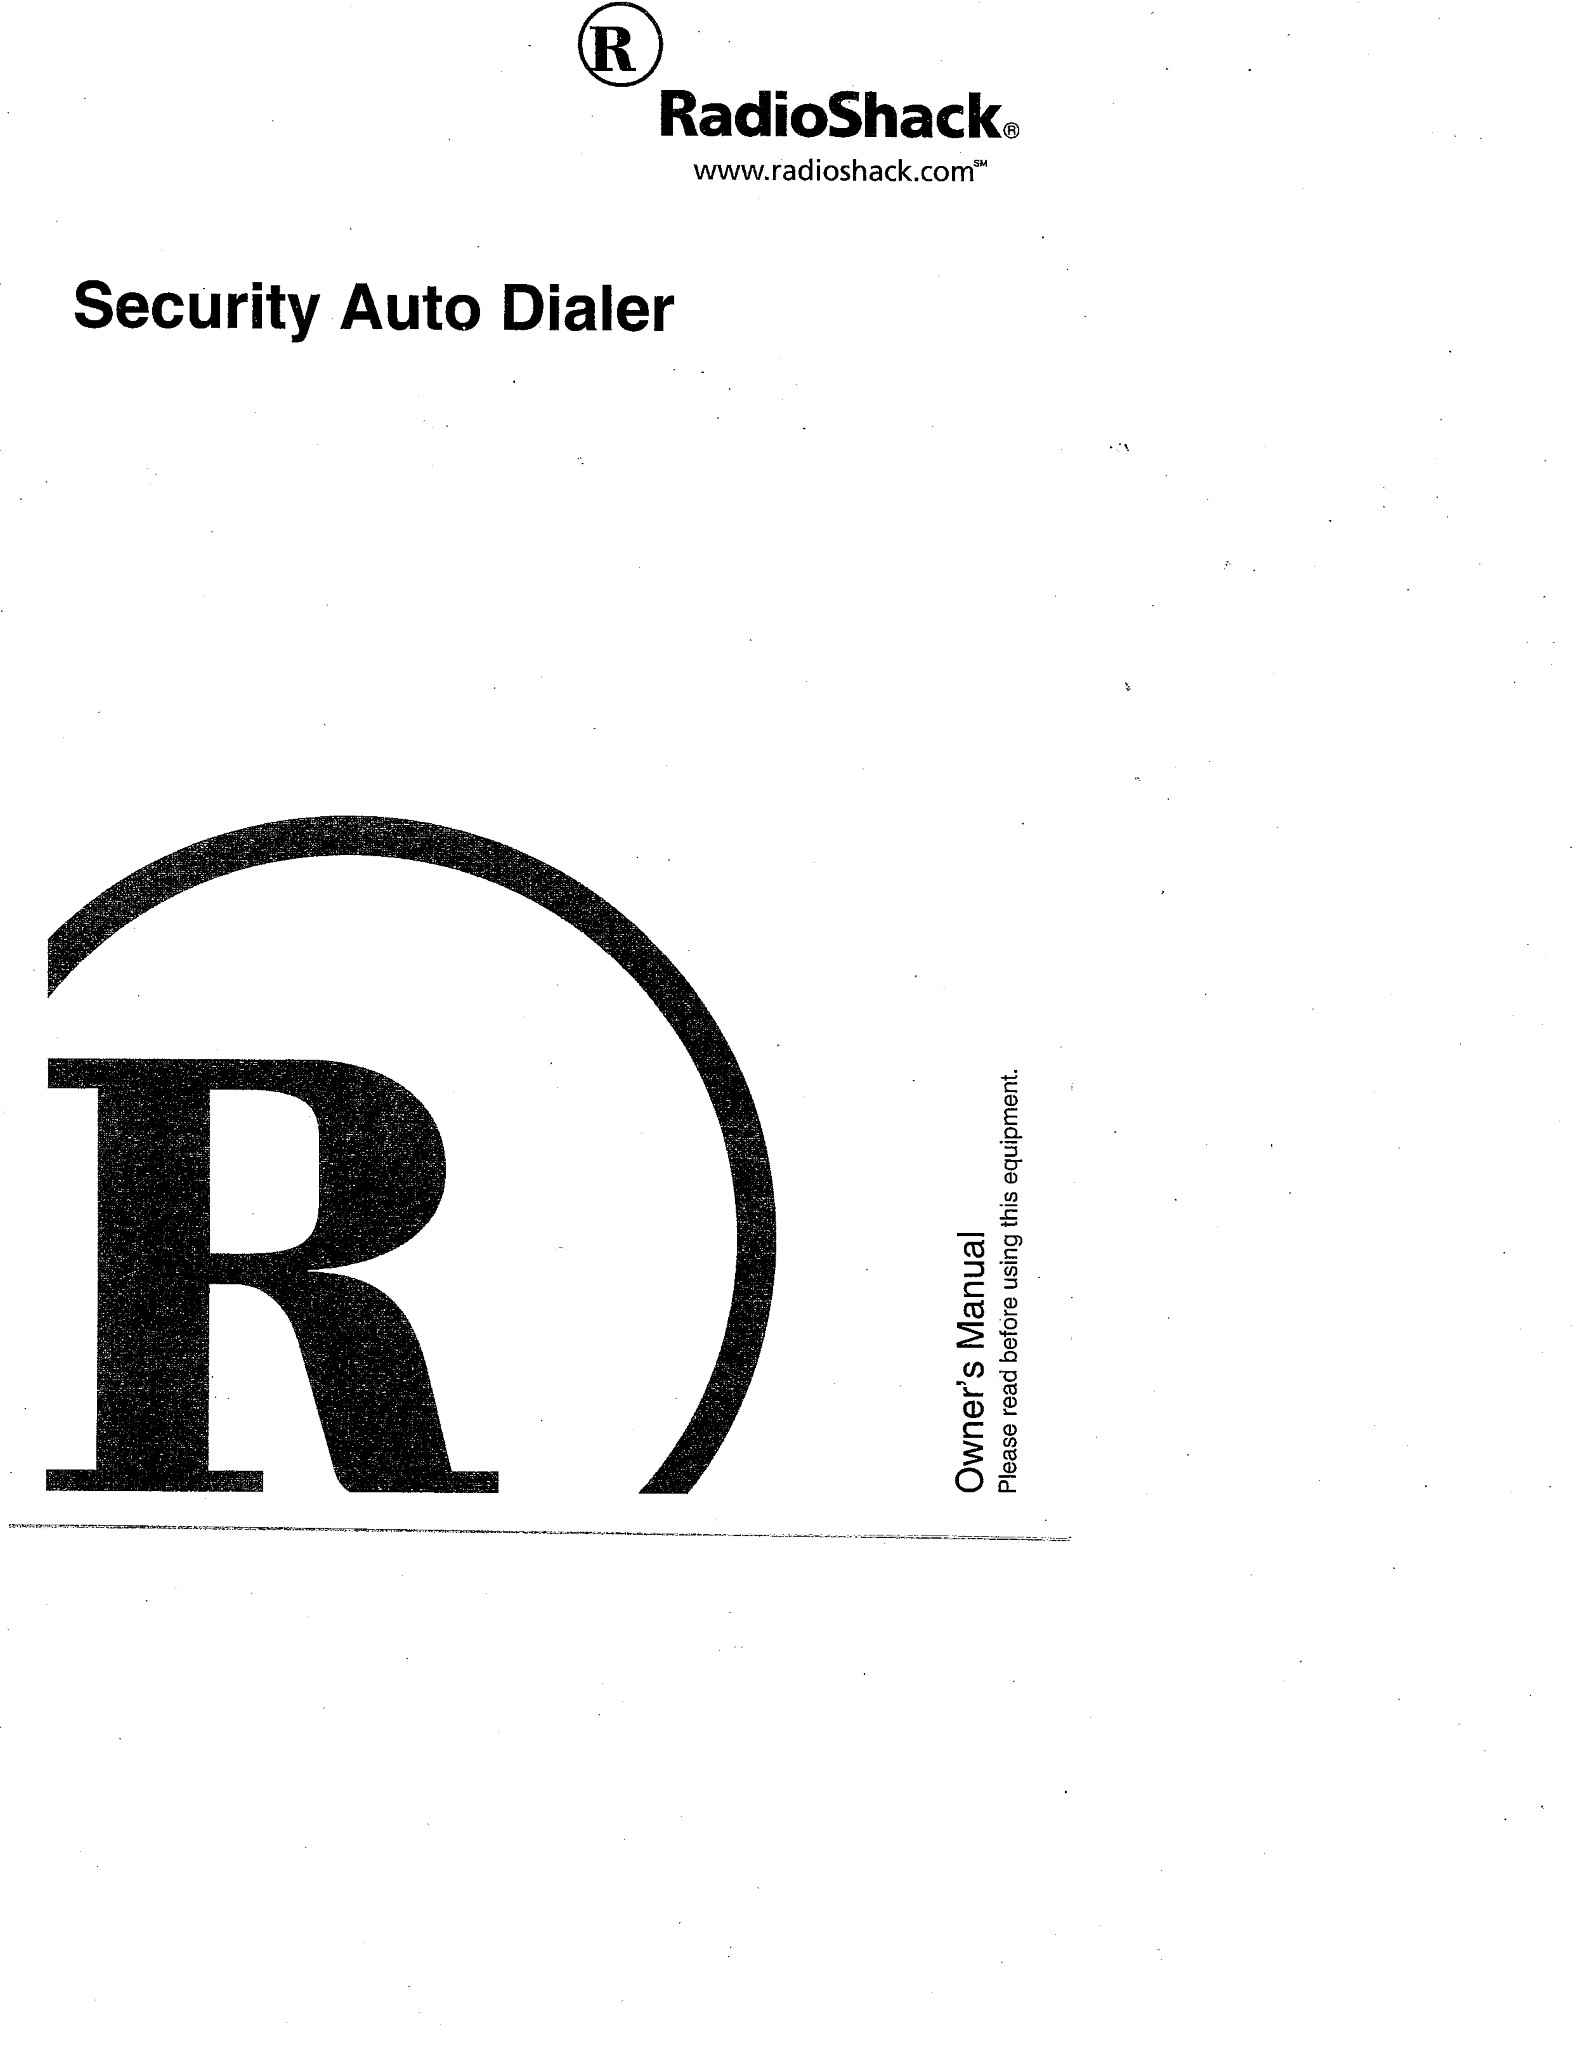 R
RadioShack®
www.radioshack.com℠
Security Auto Dialer
R
Owner's Manual
Please read before using this equipment.